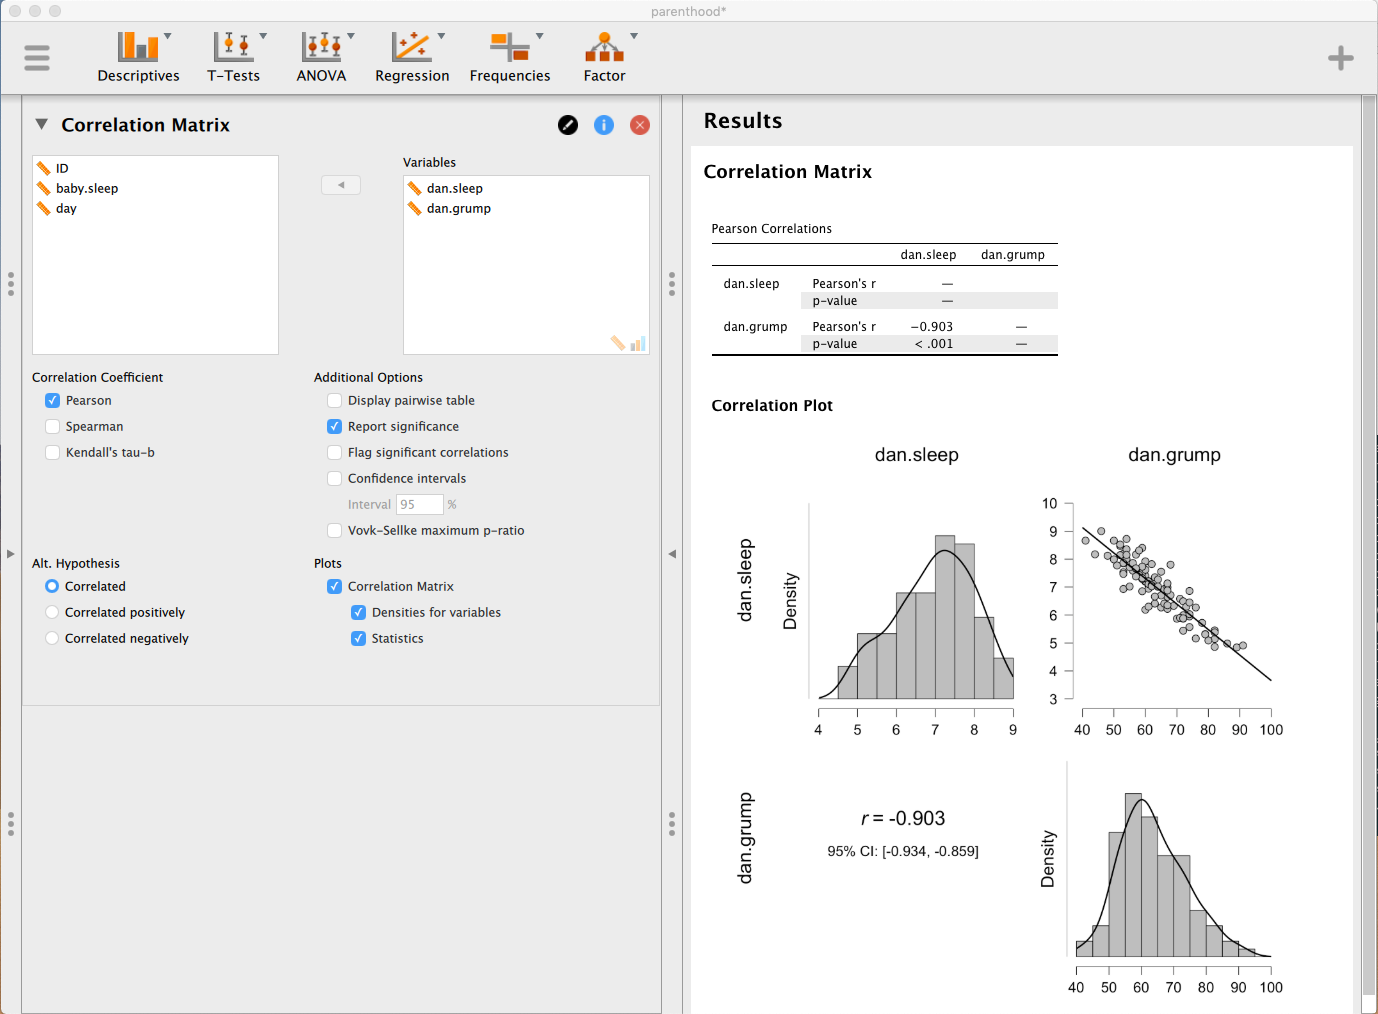 parenthood*
Descriptives T-Tests ANOVA Regression Frequencies Factor
Correlation Matrix
ID
baby.sleep
day
Variables
dan.sleep
dan.grump
Correlation Coefficient
Pearson
Spearman
Kendall's tau-b
Additional Options
Display pairwise table
Report significance
Flag significant correlations
Confidence intervals
Interval 95 %
Vovk-Sellke maximum p-ratio
Alt. Hypothesis
Correlated
Correlated positively
Correlated negatively
Plots
Correlation Matrix
Densities for variables
Statistics
Results
Correlation Matrix
Pearson Correlations
dan.sleep dan.grump
dan.sleep Pearson's r —
p-value —
dan.grump Pearson's r −0.903 —
p-value < .001 —
Correlation Plot
dan.sleep dan.grump
dan.sleep
Density
4 5 6 7 8 9
10
9
8
7
6
5
4
3
40 50 60 70 80 90 100
dan.grump
r = -0.903
95% CI: [-0.934, -0.859]
Density
40 50 60 70 80 90 100